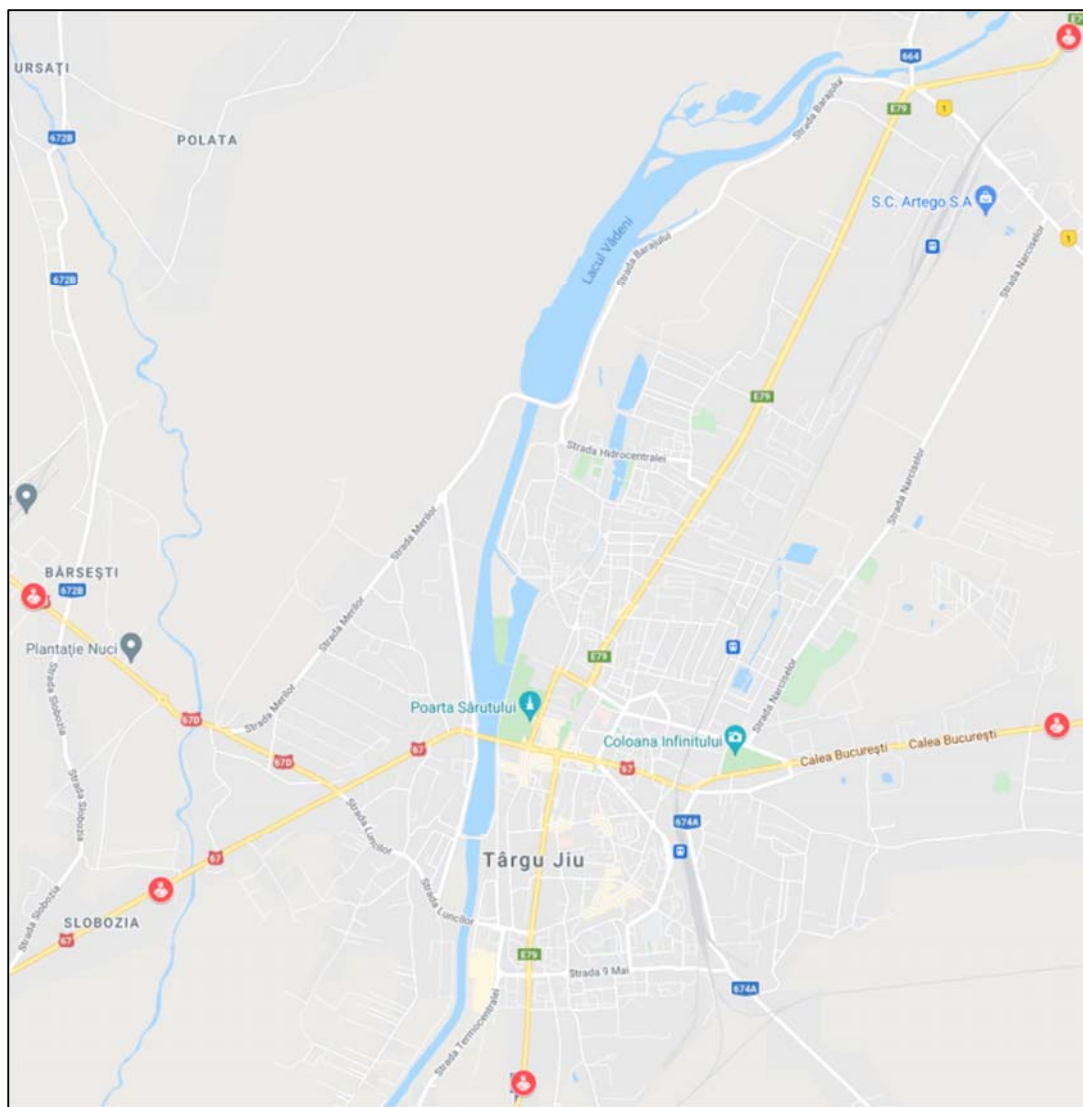 URSAȚI
672B
POLATA
672B
664
E79
1
1
Strada Barajului
S.C. Artego S.A
Strada Barajului
Lacul Vădeni
Strada Narciselor
E79
Strada Hidrocentralei
Strada Merilor
Strada Narciselor
BÂRSEȘTI
672B
Plantație Nuci
Strada Merilor
Strada Slobozia
E79
Strada Merilor
67D
Poarta Sărutului
Strada Narciselor
Coloana Infinitului
67
67D
67
Calea București
Calea București
Strada Slobozia
Strada Luncilor
674A
67
Târgu Jiu
Strada Slobozia
SLOBOZIA
67
Strada Luncilor
E79
Strada 9 Mai
674A
Strada Termocentralei